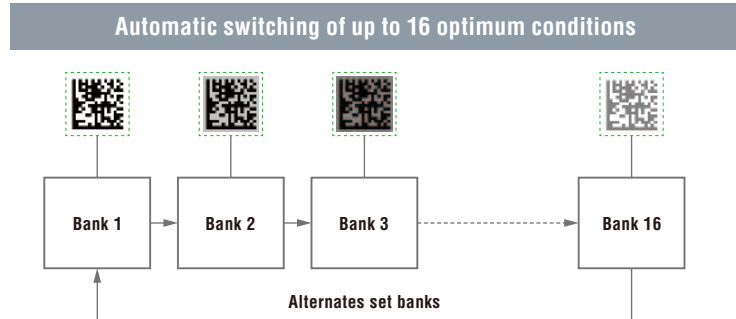 Automatic switching of up to 16 optimum conditions
Bank 1
Bank 2
Bank 3
Bank 16
Alternates set banks